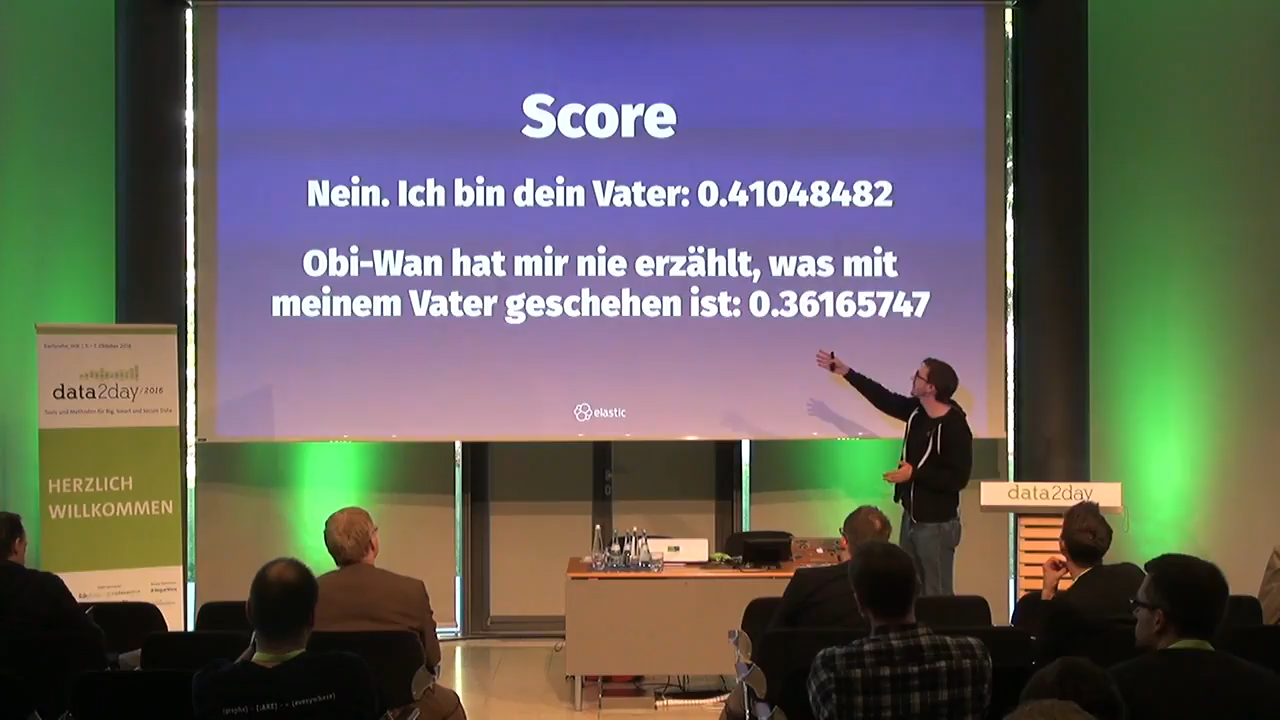 Score
Nein. Ich bin dein Vater: 0.41048482
Obi-Wan hat mir nie erzählt, was mit
meinem Vater geschehen ist: 0.36165747
elastic
data2day/2016
HERZLICH
WILLKOMMEN
data2day